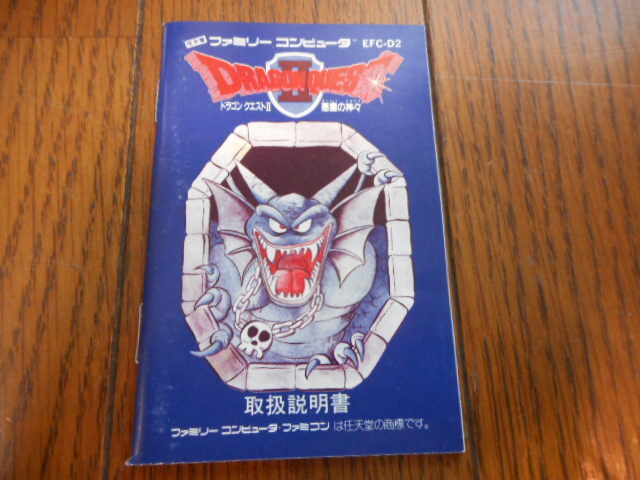 ファミリー コンピュータ™ EFC-D2
DRAGON QUEST
II
ドラゴンクエストII 悪霊の神々
取扱説明書
ファミリー コンピュータ・ファミコン は任天堂の商標です。